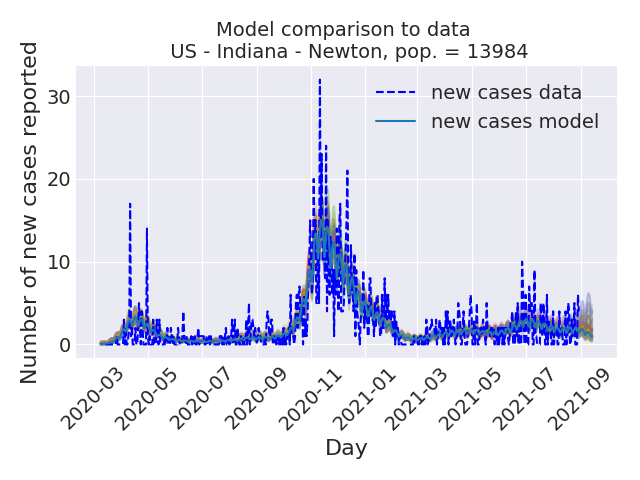 Model comparison to data
US - Indiana - Newton, pop. = 13984
Number of new cases reported
30
20
10
0
new cases data
new cases model
2020-03
2020-05
2020-07
2020-09
2020-11
2021-01
2021-03
2021-05
2021-07
2021-09
Day